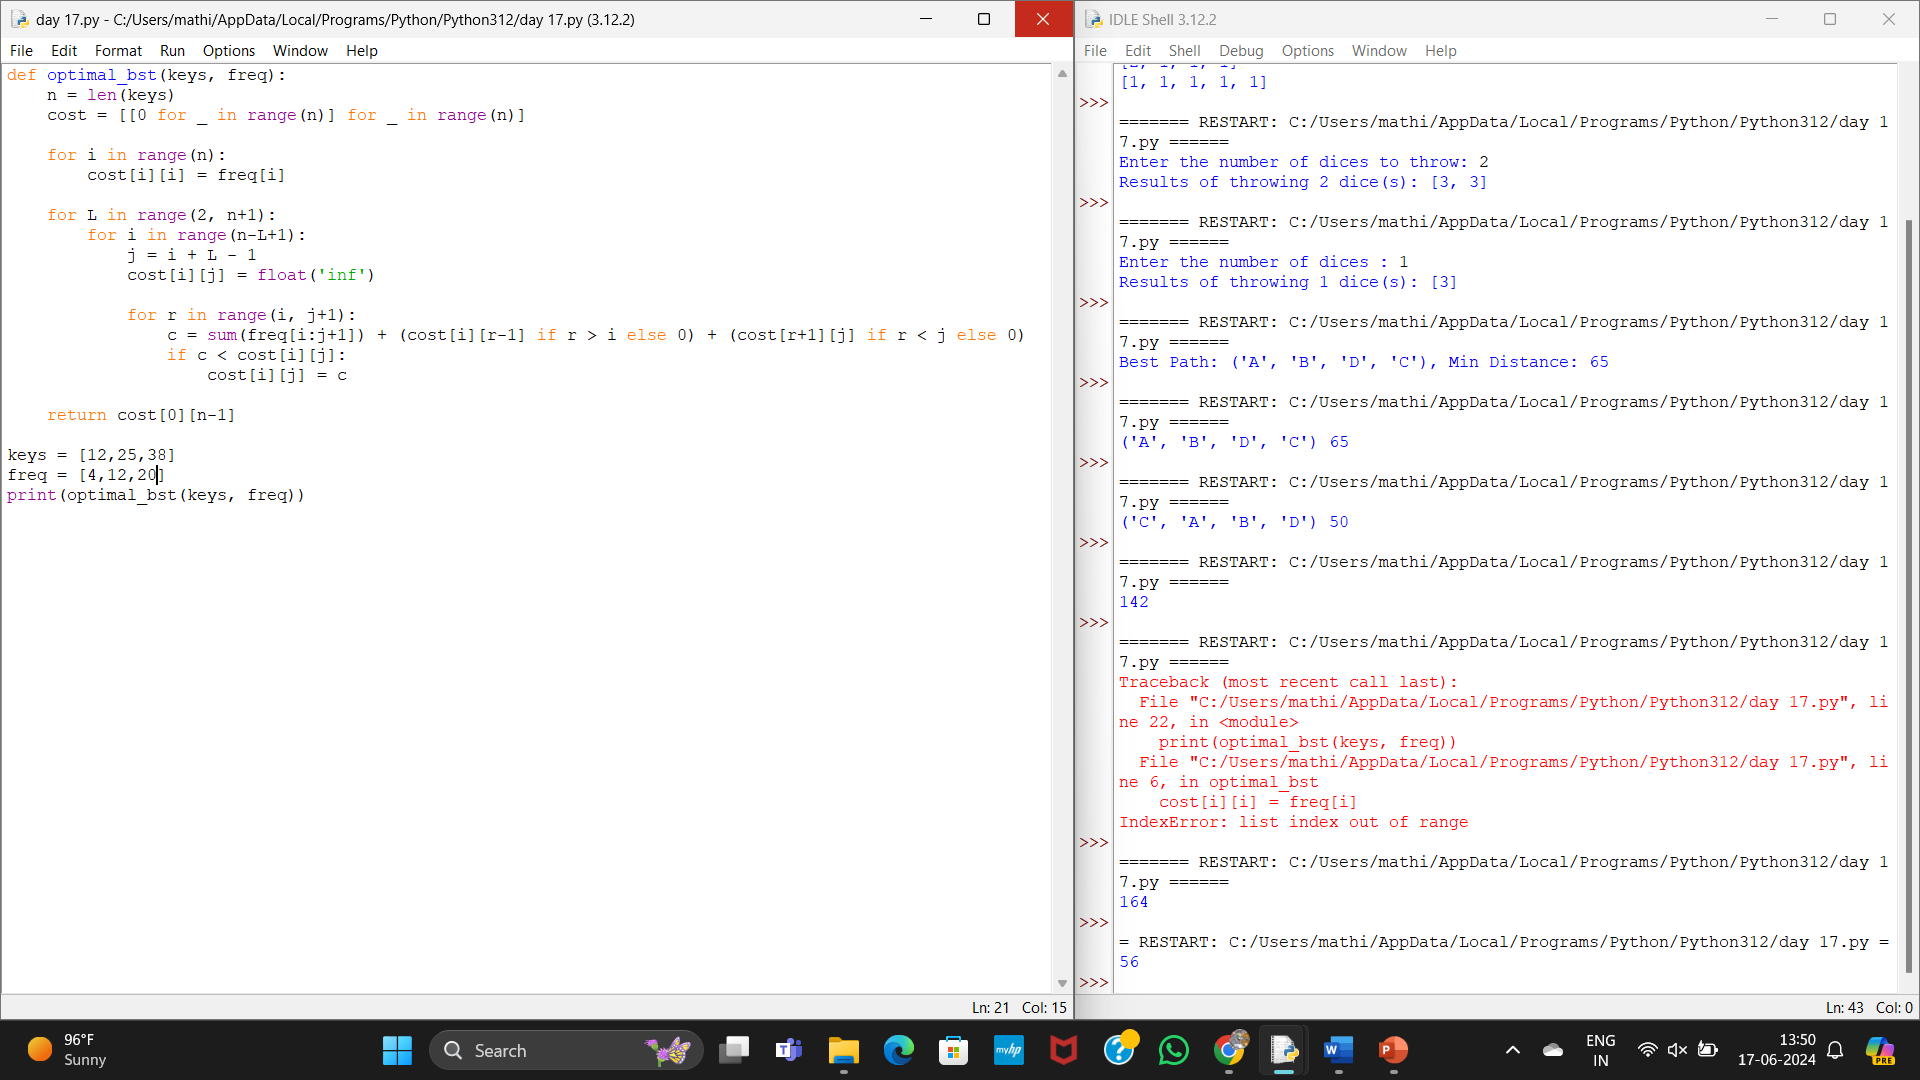 day 17.py - C:/Users/mathi/AppData/Local/Programs/Python/Python312/day 17.py (3.12.2)
File Edit Format Run Options Window Help
def optimal_bst(keys, freq):
    n = len(keys)
    cost = [[0 for _ in range(n)] for _ in range(n)]
    for i in range(n):
        cost[i][i] = freq[i]
    for L in range(2, n+1):
        for i in range(n-L+1):
            j = i + L - 1
            cost[i][j] = float('inf')
            for r in range(i, j+1):
                c = sum(freq[i:j+1]) + (cost[i][r-1] if r > i else 0) + (cost[r+1][j] if r < j else 0)
                if c < cost[i][j]:
                    cost[i][j] = c
    return cost[0][n-1]
keys = [12,25,38]
freq = [4,12,20]
print(optimal_bst(keys, freq))
Ln: 21 Col: 15
IDLE Shell 3.12.2
File Edit Shell Debug Options Window Help
[1, 1, 1, 1, 1]
>>>
======= RESTART: C:/Users/mathi/AppData/Local/Programs/Python/Python312/day 1
7.py ======
Enter the number of dices to throw: 2
Results of throwing 2 dice(s): [3, 3]
>>>
======= RESTART: C:/Users/mathi/AppData/Local/Programs/Python/Python312/day 1
7.py ======
Enter the number of dices : 1
Results of throwing 1 dice(s): [3]
>>>
======= RESTART: C:/Users/mathi/AppData/Local/Programs/Python/Python312/day 1
7.py ======
Best Path: ('A', 'B', 'D', 'C'), Min Distance: 65
>>>
======= RESTART: C:/Users/mathi/AppData/Local/Programs/Python/Python312/day 1
7.py ======
('A', 'B', 'D', 'C') 65
>>>
======= RESTART: C:/Users/mathi/AppData/Local/Programs/Python/Python312/day 1
7.py ======
('C', 'A', 'B', 'D') 50
>>>
======= RESTART: C:/Users/mathi/AppData/Local/Programs/Python/Python312/day 1
7.py ======
142
>>>
======= RESTART: C:/Users/mathi/AppData/Local/Programs/Python/Python312/day 1
7.py ======
Traceback (most recent call last):
  File "C:/Users/mathi/AppData/Local/Programs/Python/Python312/day 17.py", li
ne 22, in <module>
    print(optimal_bst(keys, freq))
  File "C:/Users/mathi/AppData/Local/Programs/Python/Python312/day 17.py", li
ne 6, in optimal_bst
    cost[i][i] = freq[i]
IndexError: list index out of range
>>>
======= RESTART: C:/Users/mathi/AppData/Local/Programs/Python/Python312/day 1
7.py ======
164
>>>
= RESTART: C:/Users/mathi/AppData/Local/Programs/Python/Python312/day 17.py =
56
>>>
Ln: 43 Col: 0
96°F
Sunny
Search
myhp
ENG
IN
13:50
17-06-2024
PRE